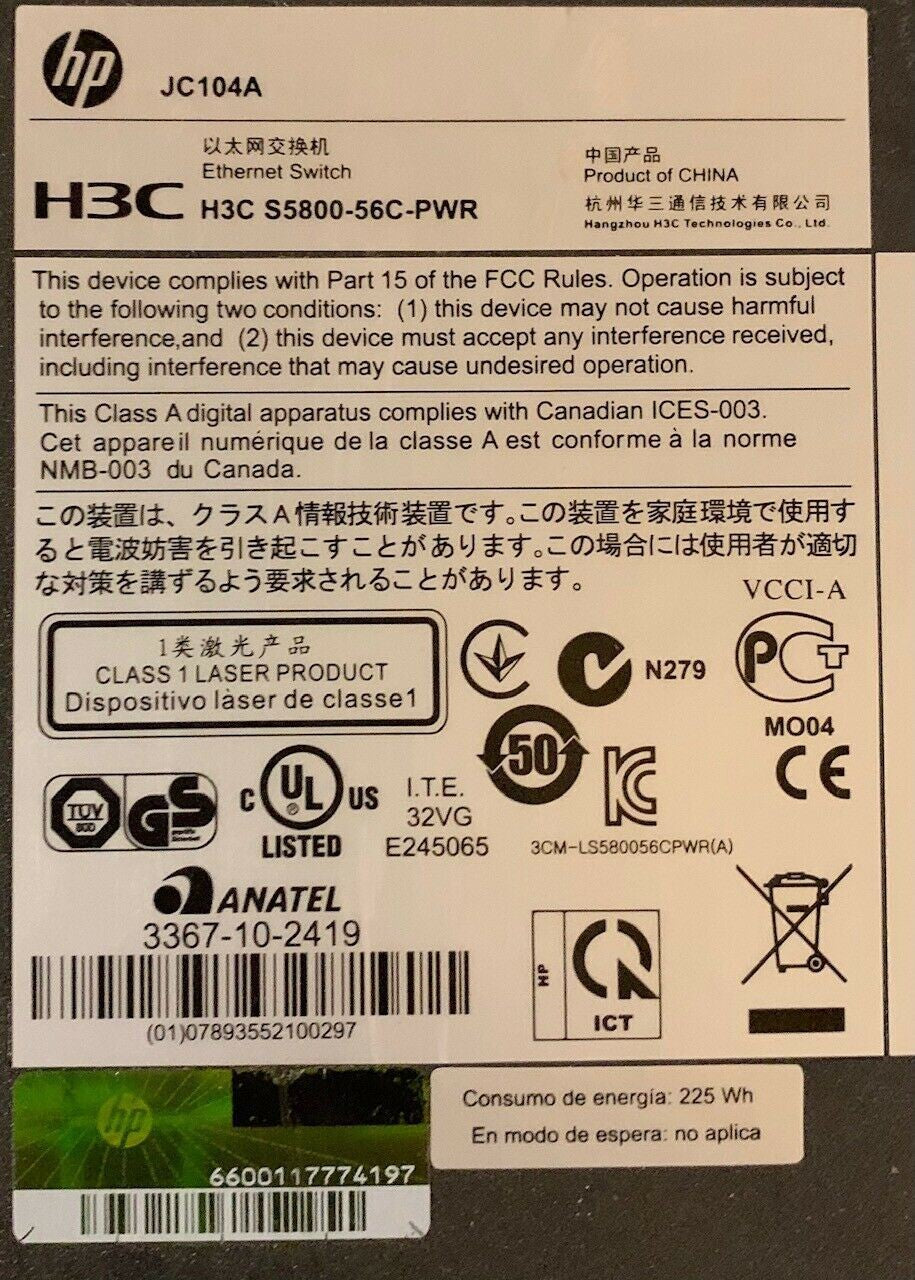 hp
JC104A
以太网交换机
Ethernet Switch
H3C
H3C S5800-56C-PWR
中国产品
Product of CHINA
杭州华三通信技术有限公司
Hangzhou H3C Technologies Co., Ltd.
This device complies with Part 15 of the FCC Rules. Operation is subject
to the following two conditions: (1) this device may not cause harmful
interference,and (2) this device must accept any interference received,
including interference that may cause undesired operation.
This Class A digital apparatus complies with Canadian ICES-003.
Cet appareil numérique de la classe A est conforme à la norme
NMB-003 du Canada.
この装置は、クラスA情報技術装置です。この装置を家庭環境で使用す
ると電波妨害を引き起こすことがあります。この場合には使用者が適切
な対策を講ずるよう要求されることがあります。
VCCI-A
1类激光产品
CLASS 1 LASER PRODUCT
Dispositivo làser de classe1
N279
PCT
MO04
50
CE
TUV
GS
C UL US
®
LISTED
I.T.E.
32VG
E245065
KC
3CM-LS580056CPWR(A)
ANATEL
3367-10-2419
(01)07893552100297
HP
ICT
hp
6600117774197
Consumo de energía: 225 Wh
En modo de espera: no aplica